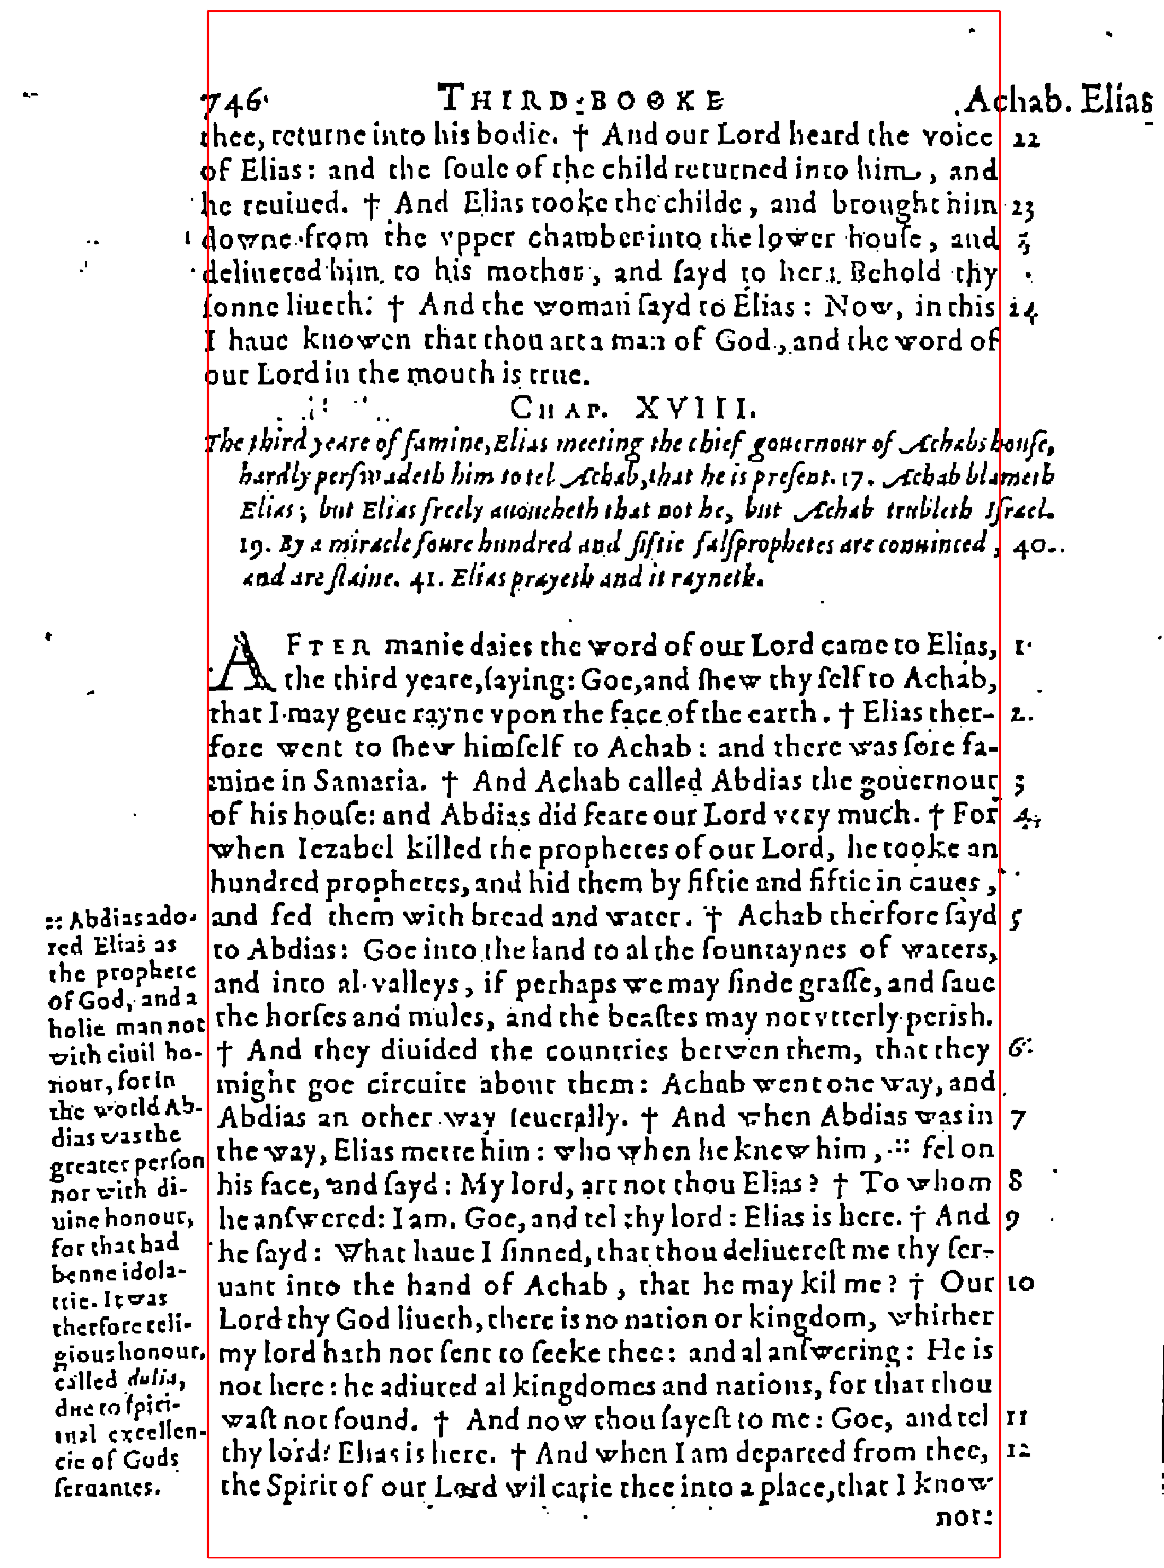 746 THIRD BOOKE Achab. Elias
thee, returne into his bodie. † And our Lord heard the voice 22
of Elias: and the ſoule of the child returned into him, and
he reuiued. † And Elias tooke the childe, and brought him 23
downe from the vpper chamber into the lower houſe, and
deliuered him to his mother, and ſayd to her: Behold thy
ſonne liueth. † And the woman ſayd to Elias: Now, in this 24
I haue knowen that thou art a man of God, and the word of
our Lord in the mouth is true.
CHAP. XVIII.
The third yeare of famine, Elias meeting the chief gouernour of Achabs houſe,
hardly perſwadeth him to tel Achab, that he is preſent. 17. Achab blameth
Elias; but Elias freely auoucheth that not he, but Achab trubleth Iſrael.
19. By a miracle foure hundred and fiftie falſprophetes are conuinced, 40.
and are ſlaine. 41. Elias prayeth and it rayneth.
AFTER manie daies the word of our Lord came to Elias, 1
the third yeare, ſaying: Goe, and ſhew thy ſelf to Achab,
that I may geue rayne vpon the face of the earth. † Elias ther- 2.
fore went to ſhew himſelf to Achab: and there was ſore fa-
mine in Samaria. † And Achab called Abdias the gouernour 3
of his houſe: and Abdias did feare our Lord very much. † For 4
when Iezabel killed the prophetes of our Lord, he tooke an
hundred prophetes, and hid them by fiftie and fiftie in caues,
and fed them with bread and water. † Achab therfore ſayd 5
to Abdias: Goe into the land to al the fountaynes of waters,
and into al valleys, if perhaps we may finde graſſe, and ſaue
the horſes and mules, and the beaſtes may not vtterly periſh.
† And they diuided the countries betwen them, that they 6
might goe circuite about them: Achab went one way, and
Abdias an other way ſeuerally. † And when Abdias was in 7
the way, Elias mette him: who when he knew him, :: fel on
his face, and ſayd: My lord, art not thou Elias? † To whom 8
he anſwered: I am. Goe, and tel thy lord: Elias is here. † And 9
he ſayd: What haue I ſinned, that thou deliuereſt me thy ſer-
uant into the hand of Achab, that he may kil me? † Our 10
Lord thy God liueth, there is no nation or kingdom, whither
my lord hath not ſent to ſeeke thee: and al anſwering: He is
not here: he adiured al kingdomes and nations, for that thou
waſt not found. † And now thou ſayeſt to me: Goe, and tel 11
thy lord: Elias is here. † And when I am departed from thee, 12
the Spirit of our Lord wil carie thee into a place, that I know
not:
:: Abdias ado-
red Elias as
the prophete
of God, and a
holie man not
with ciuil ho-
nour, for in
the world Ab-
dias was the
greater perſon
nor with di-
uine honour,
for that had
benne idola-
trie. It was
therfore reli-
gious honour,
called dulia,
due to ſpiri-
tual excellen-
cie of Gods
ſeruantes.